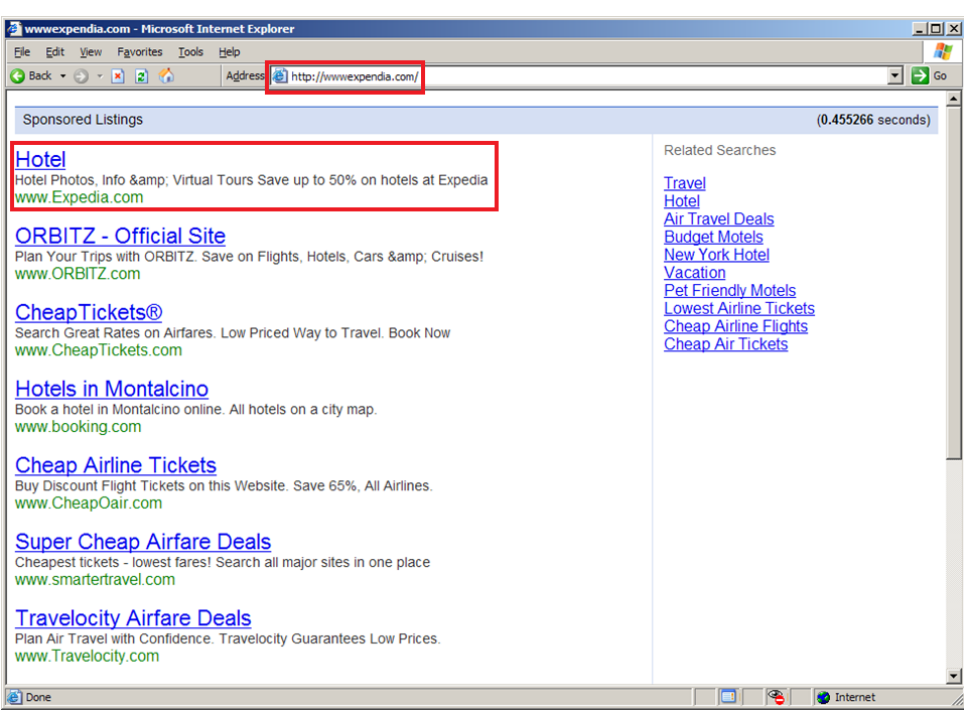 wwwexpendia.com - Microsoft Internet Explorer
File Edit View Favorites Tools Help
Back Address http://wwwexpendia.com/ Go
Sponsored Listings (0.455266 seconds)
Hotel
Hotel Photos, Info &amp; Virtual Tours Save up to 50% on hotels at Expedia
www.Expedia.com
ORBITZ - Official Site
Plan Your Trips with ORBITZ. Save on Flights, Hotels, Cars &amp; Cruises!
www.ORBITZ.com
CheapTickets®
Search Great Rates on Airfares. Low Priced Way to Travel. Book Now
www.CheapTickets.com
Hotels in Montalcino
Book a hotel in Montalcino online. All hotels on a city map.
www.booking.com
Cheap Airline Tickets
Buy Discount Flight Tickets on this Website. Save 65%, All Airlines.
www.CheapOair.com
Super Cheap Airfare Deals
Cheapest tickets - lowest fares! Search all major sites in one place
www.smartertravel.com
Travelocity Airfare Deals
Plan Air Travel with Confidence. Travelocity Guarantees Low Prices.
www.Travelocity.com
Related Searches
Travel
Hotel
Air Travel Deals
Budget Motels
New York Hotel
Vacation
Pet Friendly Motels
Lowest Airline Tickets
Cheap Airline Flights
Cheap Air Tickets
Done Internet